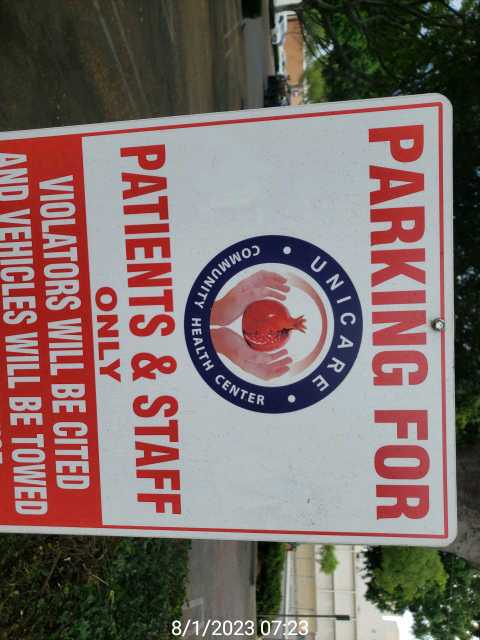 PARKING FOR
UNICARE
COMMUNITY HEALTH CENTER
PATIENTS & STAFF
ONLY
VIOLATORS WILL BE CITED
AND VEHICLES WILL BE TOWED
8/1/2023 07:23